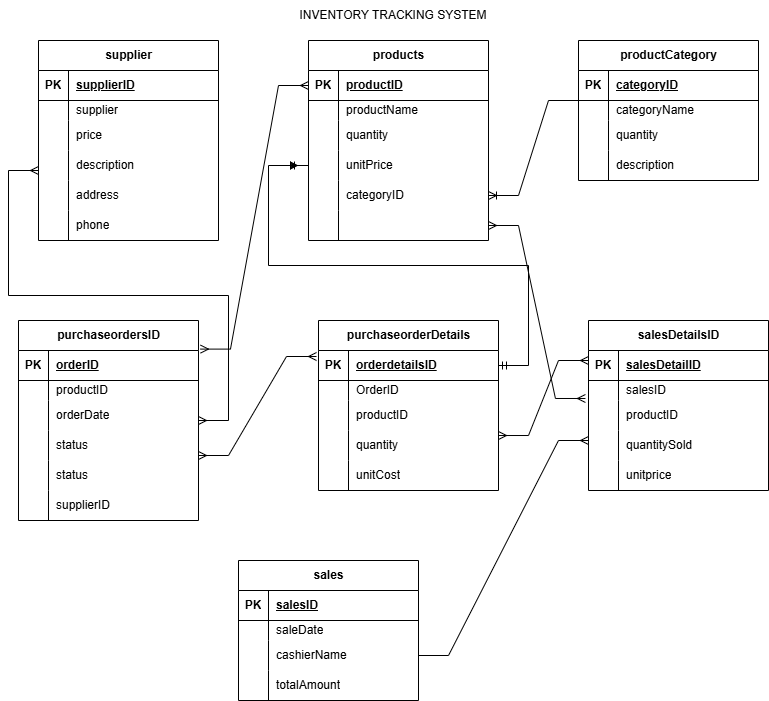 INVENTORY TRACKING SYSTEM
supplier
PK supplierID
supplier
price
description
address
phone
products
PK productID
productName
quantity
unitPrice
categoryID
productCategory
PK categoryID
categoryName
quantity
description
purchaseordersID
PK orderID
productID
orderDate
status
status
supplierID
purchaseorderDetails
PK orderdetailsID
OrderID
productID
quantity
unitCost
salesDetailsID
PK salesDetailID
salesID
productID
quantitySold
unitprice
sales
PK salesID
saleDate
cashierName
totalAmount